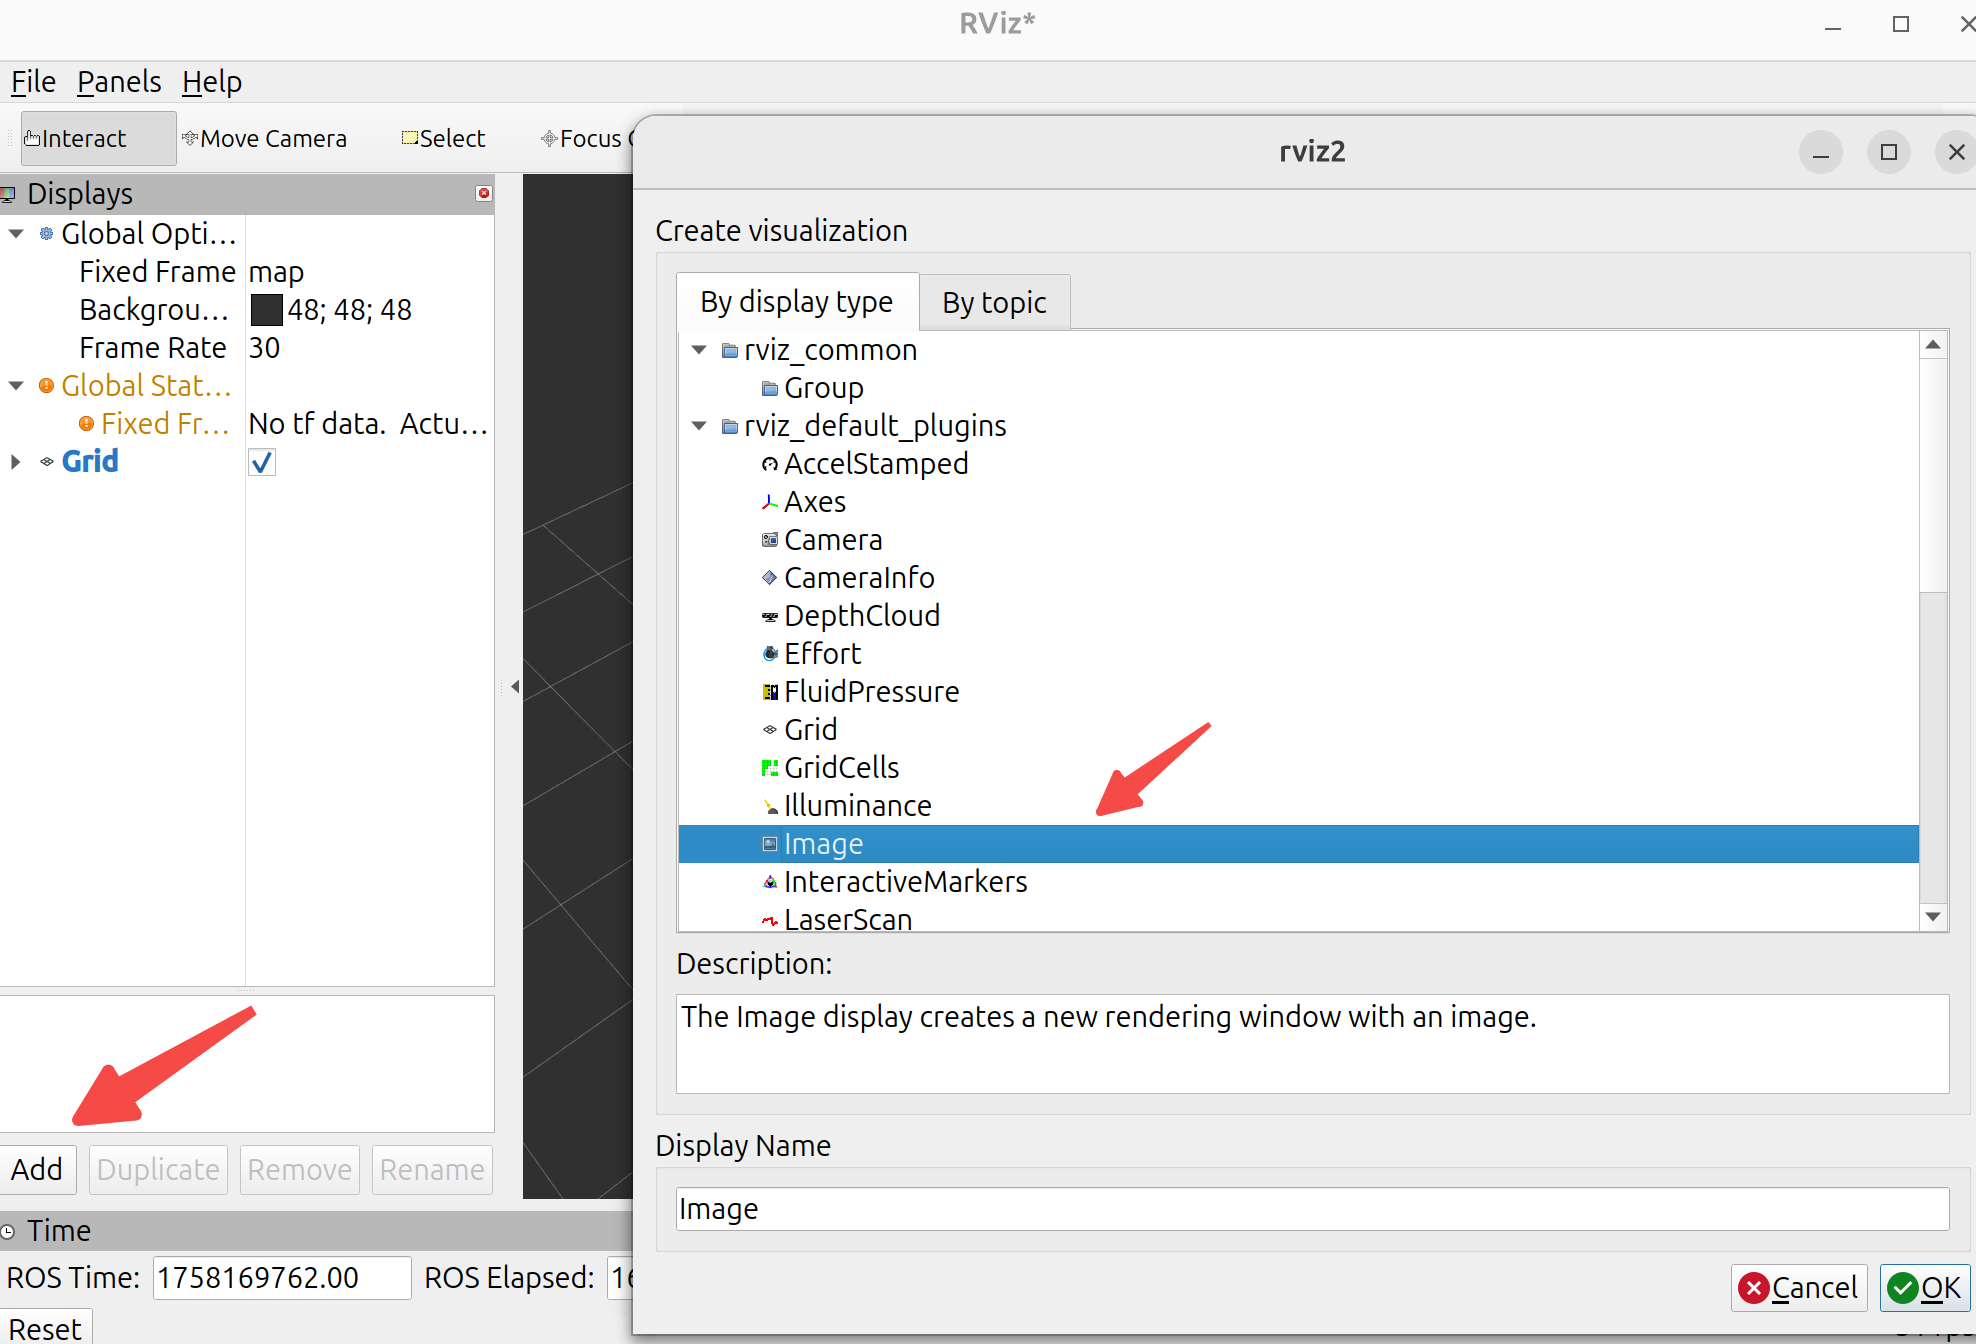 RViz*
File Panels Help
Interact Move Camera Select Focus
rviz2
Displays
Global Opti...
Fixed Frame map
Backgrou... 48; 48; 48
Frame Rate 30
Global Stat...
Fixed Fr... No tf data. Actu...
Grid
Add Duplicate Remove Rename
Time
ROS Time: 1758169762.00 ROS Elapsed: 16
Reset
Create visualization
By display type By topic
rviz_common
Group
rviz_default_plugins
AccelStamped
Axes
Camera
CameraInfo
DepthCloud
Effort
FluidPressure
Grid
GridCells
Illuminance
Image
InteractiveMarkers
LaserScan
Description:
The Image display creates a new rendering window with an image.
Display Name
Image
Cancel OK